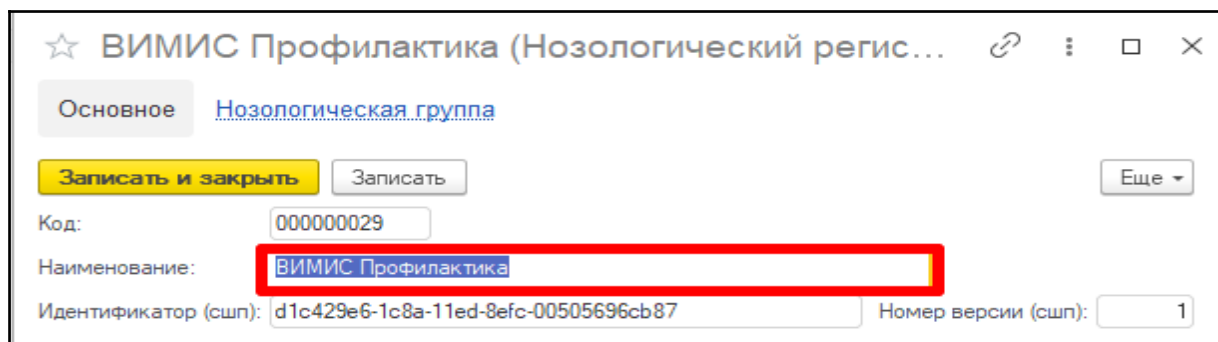 ВИМИС Профилактика (Нозологический регис...
Основное Нозологическая группа
Записать и закрыть Записать Еще
Код: 000000029
Наименование: ВИМИС Профилактика
Идентификатор (сшп): d1c429e6-1c8a-11ed-8efc-00505696cb87 Номер версии (сшп): 1